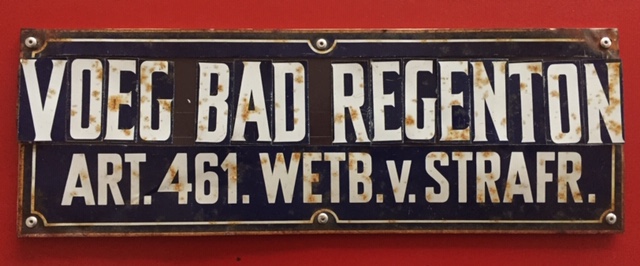 VOEG BAD REGENTON
ART. 461. WETB. v. STRAFR.